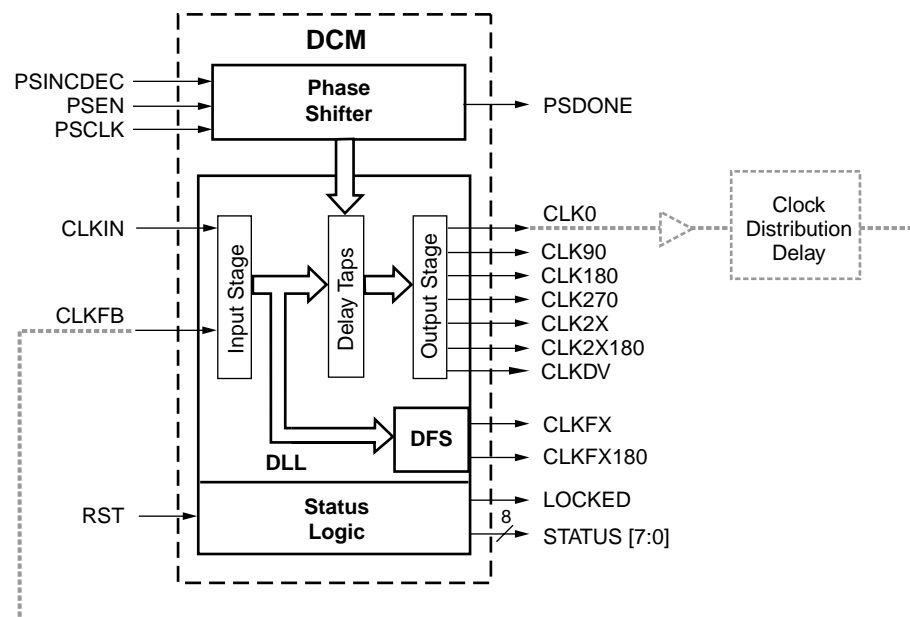 DCM
PSINCDEC
PSEN
PSCLK
Phase
Shifter
PSDONE
CLKIN
CLKFB
Input Stage
Delay Taps
Output Stage
CLK0
CLK90
CLK180
CLK270
CLK2X
CLK2X180
CLKDV
Clock
Distribution
Delay
DFS
DLL
CLKFX
CLKFX180
RST
Status
Logic
LOCKED
8
STATUS [7:0]